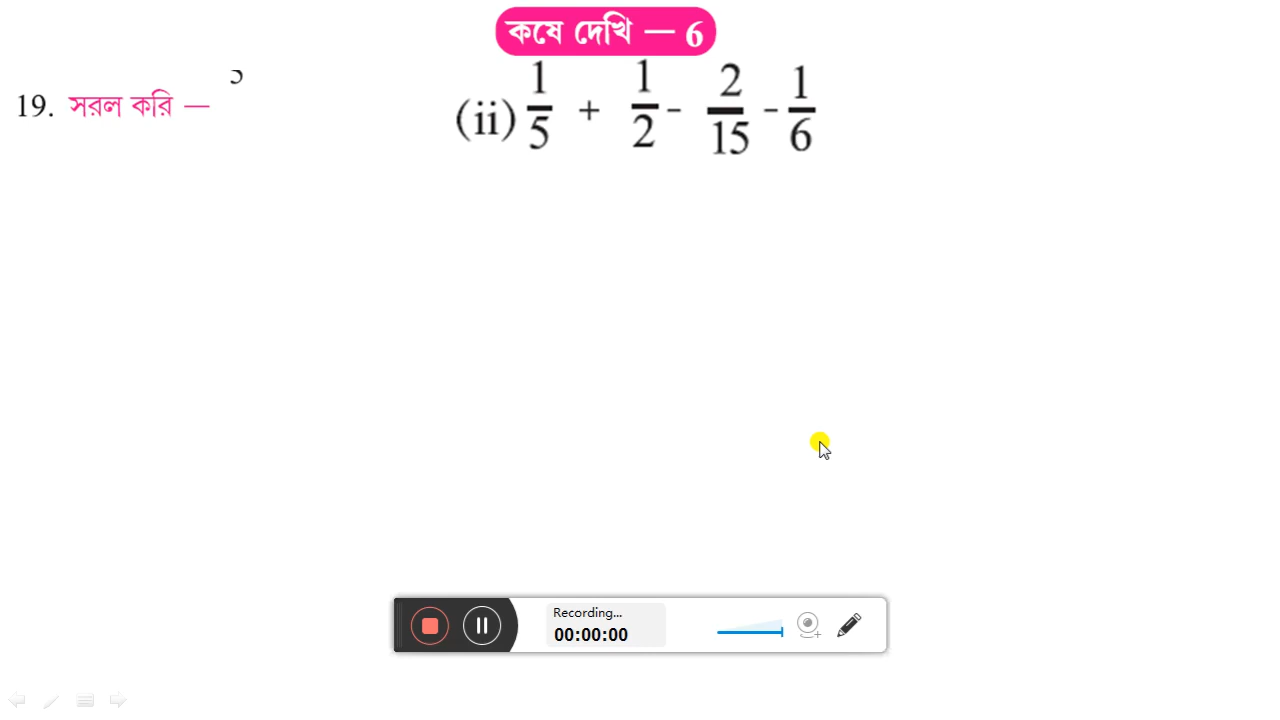 কষে দেখি — 6
19. সরল করি — (ii) 1/5 + 1/2 - 2/15 - 1/6
Recording...
00:00:00